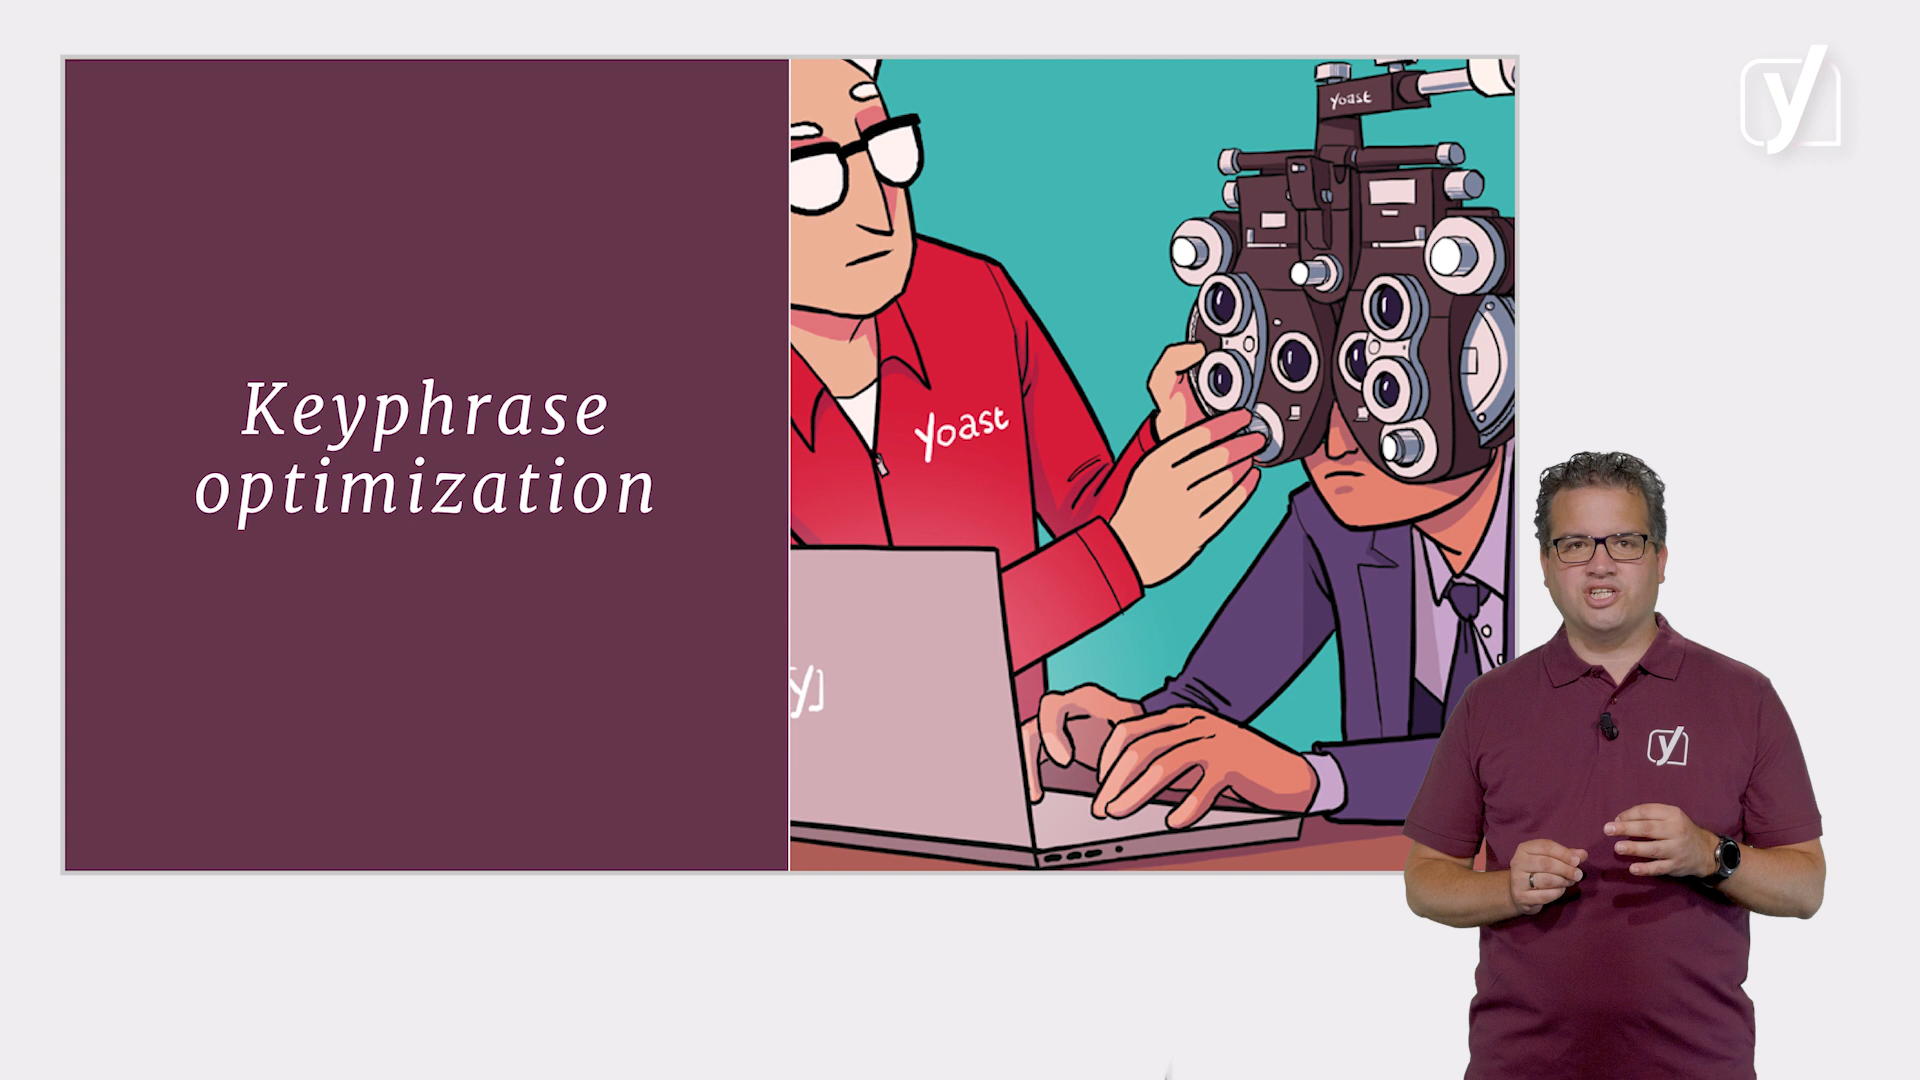 Keyphrase
optimization
yoast
yoast
y
y
y